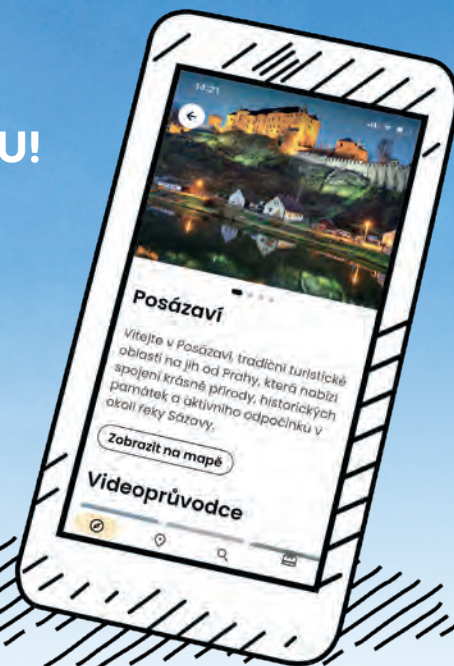 U!
14:21
Posázaví
Vítejte v Posázaví, tradiční turistické
oblasti na jih od Prahy, která nabízí
spojení krásné přírody, historických
památek a aktivního odpočinku v
okolí řeky Sázavy,
Zobrazit na mapě
Videoprůvodce